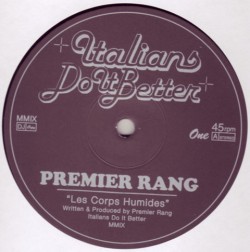 Italians
Do It Better
MMIX
One
45rpm
PREMIER RANG
"Les Corps Humides"
Written & Produced by Premier Rang
Italians Do It Better
MMIX